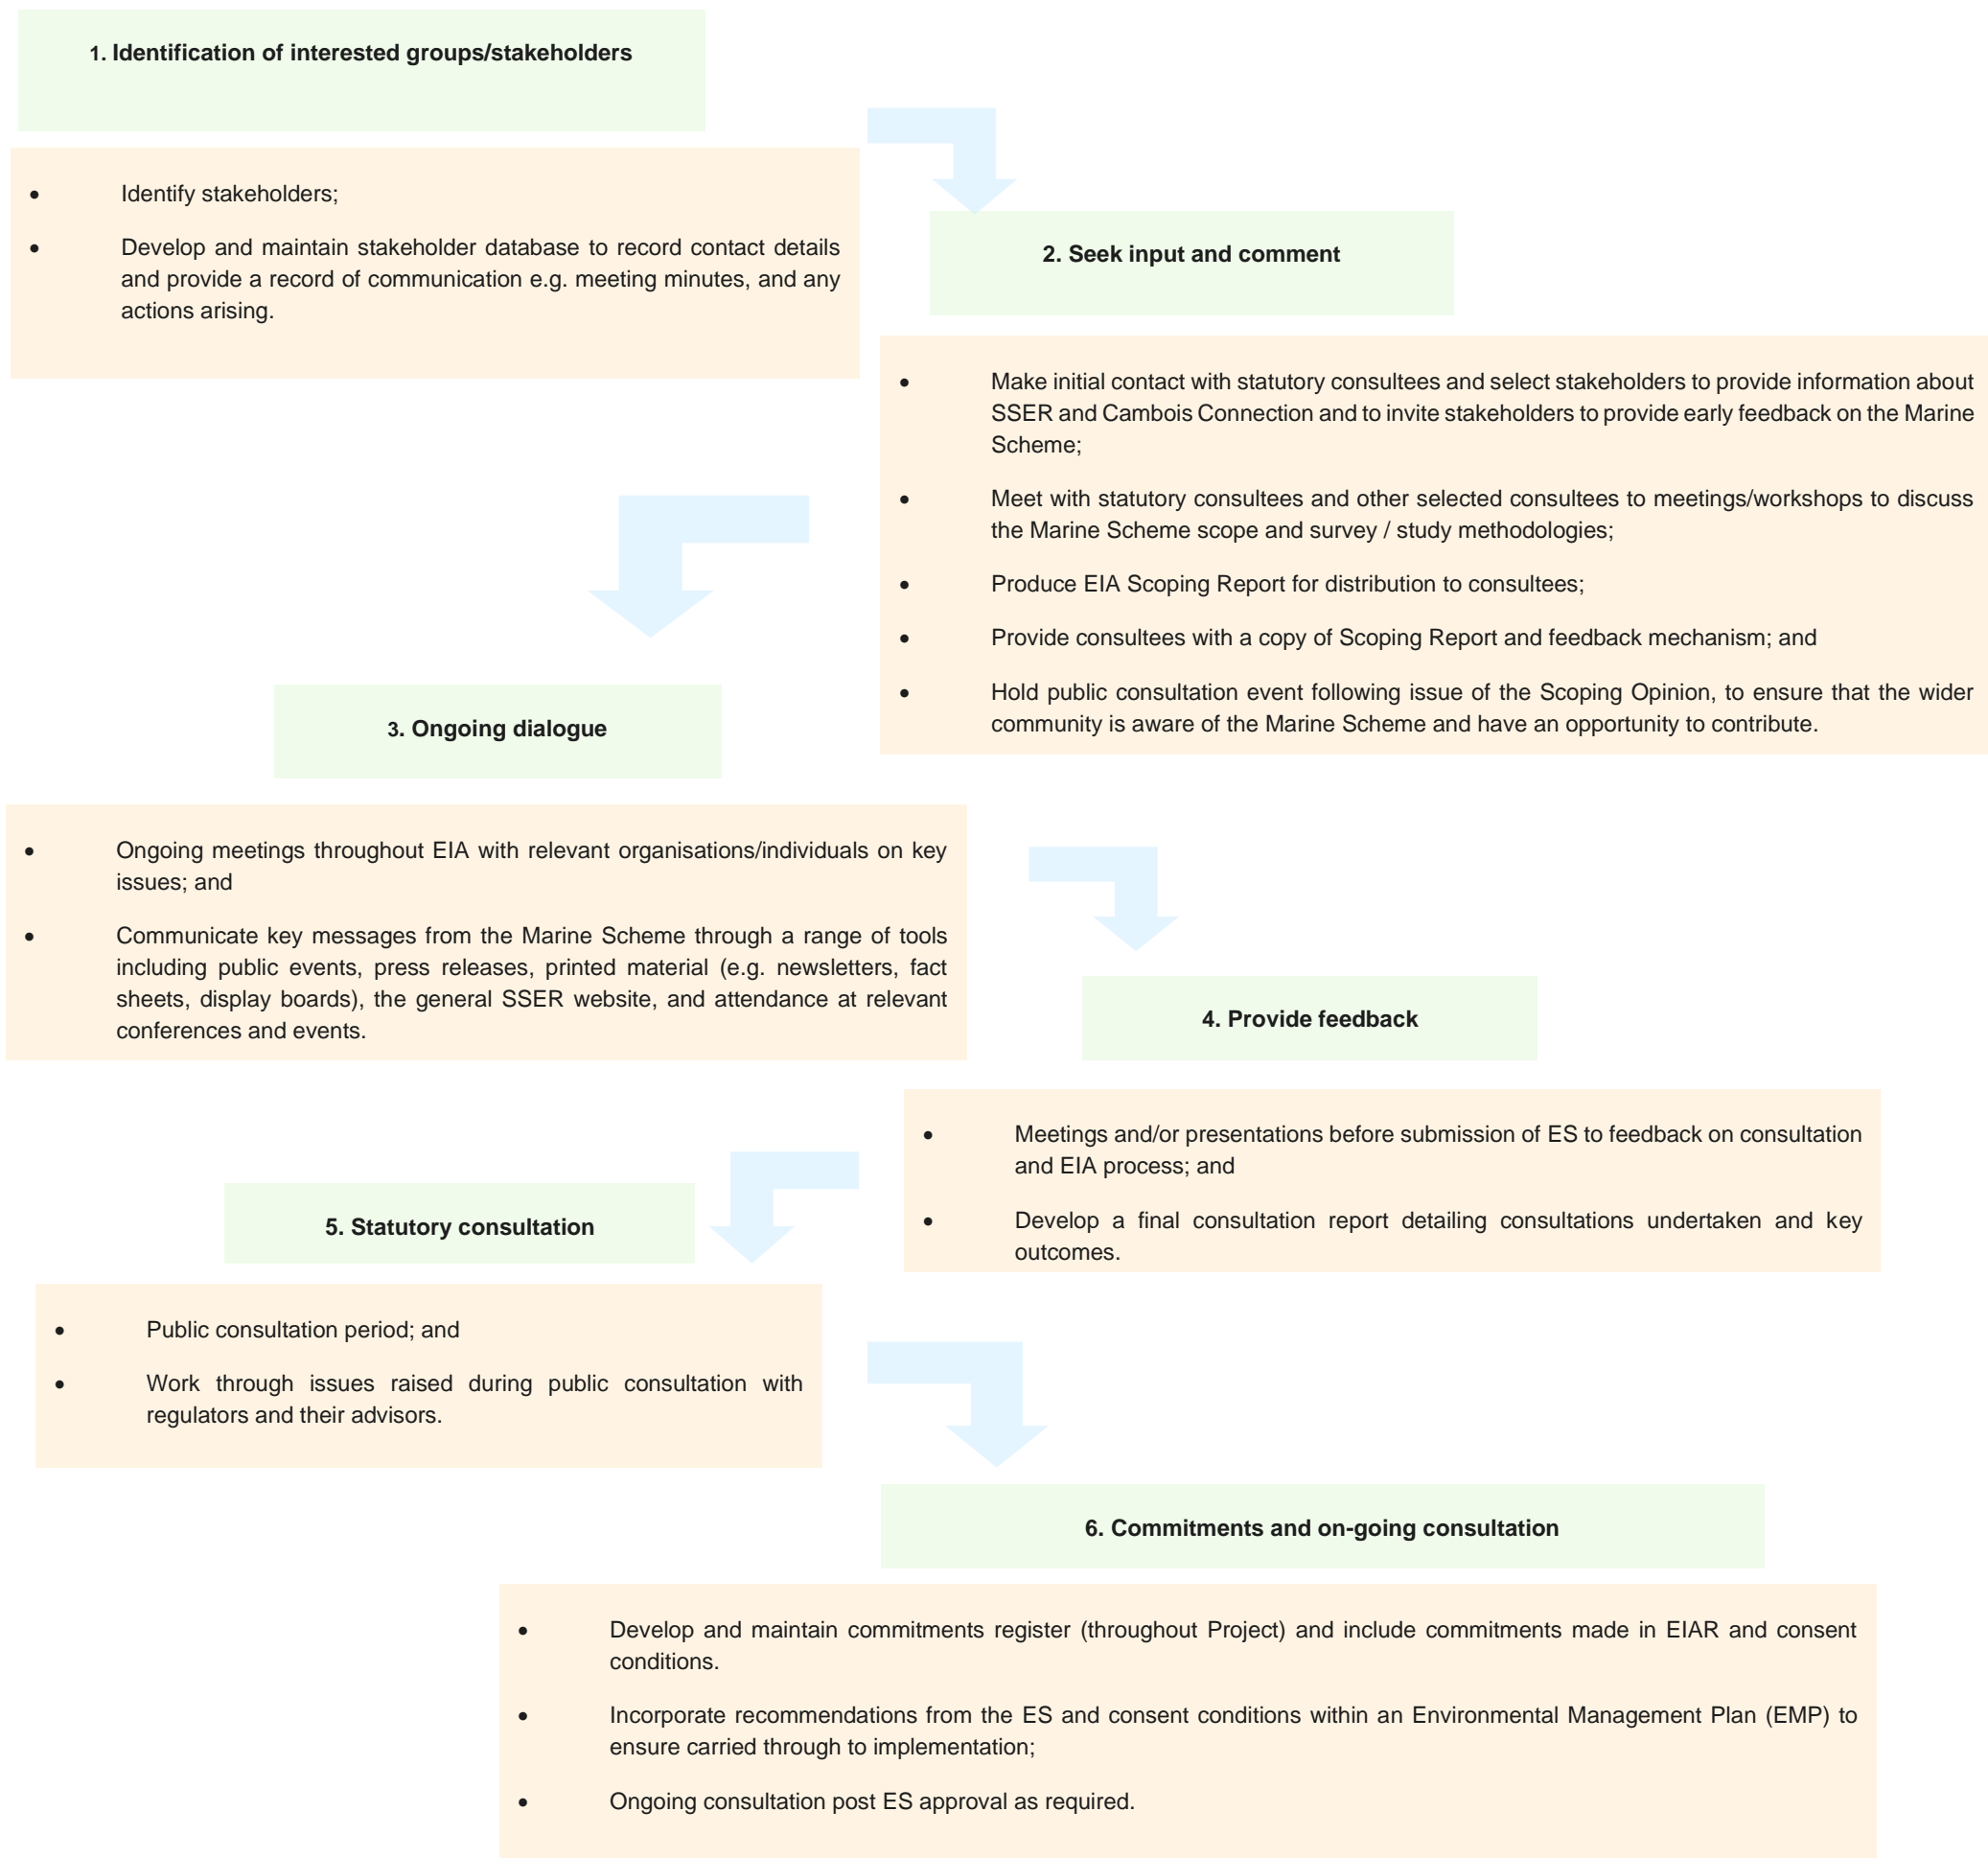 1. Identification of interested groups/stakeholders
• Identify stakeholders;
• Develop and maintain stakeholder database to record contact details
and provide a record of communication e.g. meeting minutes, and any
actions arising.
2. Seek input and comment
• Make initial contact with statutory consultees and select stakeholders to provide information about
SSER and Cambois Connection and to invite stakeholders to provide early feedback on the Marine
Scheme;
• Meet with statutory consultees and other selected consultees to meetings/workshops to discuss
the Marine Scheme scope and survey / study methodologies;
• Produce EIA Scoping Report for distribution to consultees;
• Provide consultees with a copy of Scoping Report and feedback mechanism; and
• Hold public consultation event following issue of the Scoping Opinion, to ensure that the wider
community is aware of the Marine Scheme and have an opportunity to contribute.
3. Ongoing dialogue
• Ongoing meetings throughout EIA with relevant organisations/individuals on key
issues; and
• Communicate key messages from the Marine Scheme through a range of tools
including public events, press releases, printed material (e.g. newsletters, fact
sheets, display boards), the general SSER website, and attendance at relevant
conferences and events.
4. Provide feedback
• Meetings and/or presentations before submission of ES to feedback on consultation
and EIA process; and
• Develop a final consultation report detailing consultations undertaken and key
outcomes.
5. Statutory consultation
• Public consultation period; and
• Work through issues raised during public consultation with
regulators and their advisors.
6. Commitments and on-going consultation
• Develop and maintain commitments register (throughout Project) and include commitments made in EIAR and consent
conditions.
• Incorporate recommendations from the ES and consent conditions within an Environmental Management Plan (EMP) to
ensure carried through to implementation;
• Ongoing consultation post ES approval as required.